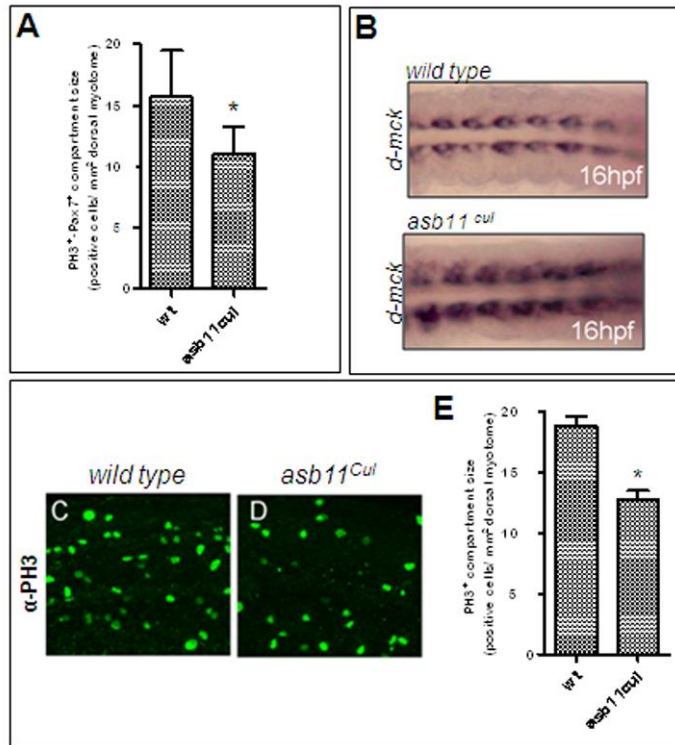 A
PH3⁺-Pax7⁺ compartment size
(positive cells/ mm² dorsal myotome)
20
15
10
5
0
*
wt
asb11cul
B
wild type
d-mck
16hpf
asb11 cul
d-mck
16hpf
wild type
asb11Cul
α-PH3
C
D
E
PH3⁺ compartment size
(positive cells/ mm² dorsal myotome)
20
15
10
5
0
*
wt
asb11cul